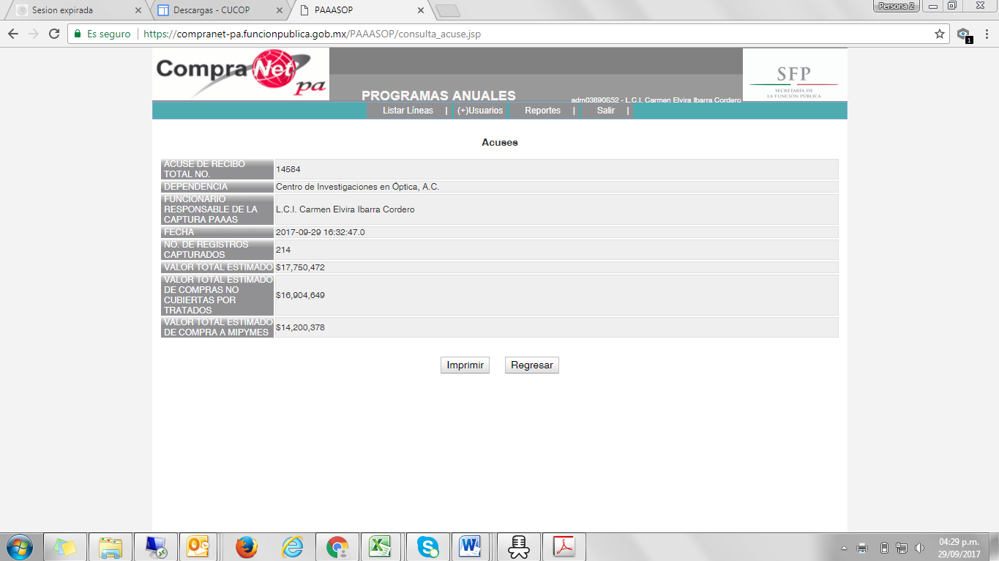 Sesion expirada
Descargas - CUCOP
PAAASOP
Persona 2
Es seguro
https://compranet-pa.funcionpublica.gob.mx/PAAASOP/consulta_acuse.jsp
1
CompraNet pa
PROGRAMAS ANUALES
adm03890S52 - L.C.I. Carmen Elvira Ibarra Cordero
SFP
SECRETARÍA DE
LA FUNCIÓN PÚBLICA
Listar Líneas | (+)Usuarios Reportes | Salir |
Acuses
ACUSE DE RECIBO
TOTAL NO.
14584
DEPENDENCIA
Centro de Investigaciones en Óptica, A.C.
FUNCIONARIO
RESPONSABLE DE LA
CAPTURA PAAAS
L.C.I. Carmen Elvira Ibarra Cordero
FECHA
2017-09-29 16:32:47.0
NO. DE REGISTROS
CAPTURADOS
214
VALOR TOTAL ESTIMADO
$17,750,472
VALOR TOTAL ESTIMADO
DE COMPRAS NO
CUBIERTAS POR
TRATADOS
$16,904,649
VALOR TOTAL ESTIMADO
DE COMPRA A MIPYMES
$14,200,378
Imprimir
Regresar
04:29 p.m.
29/09/2017